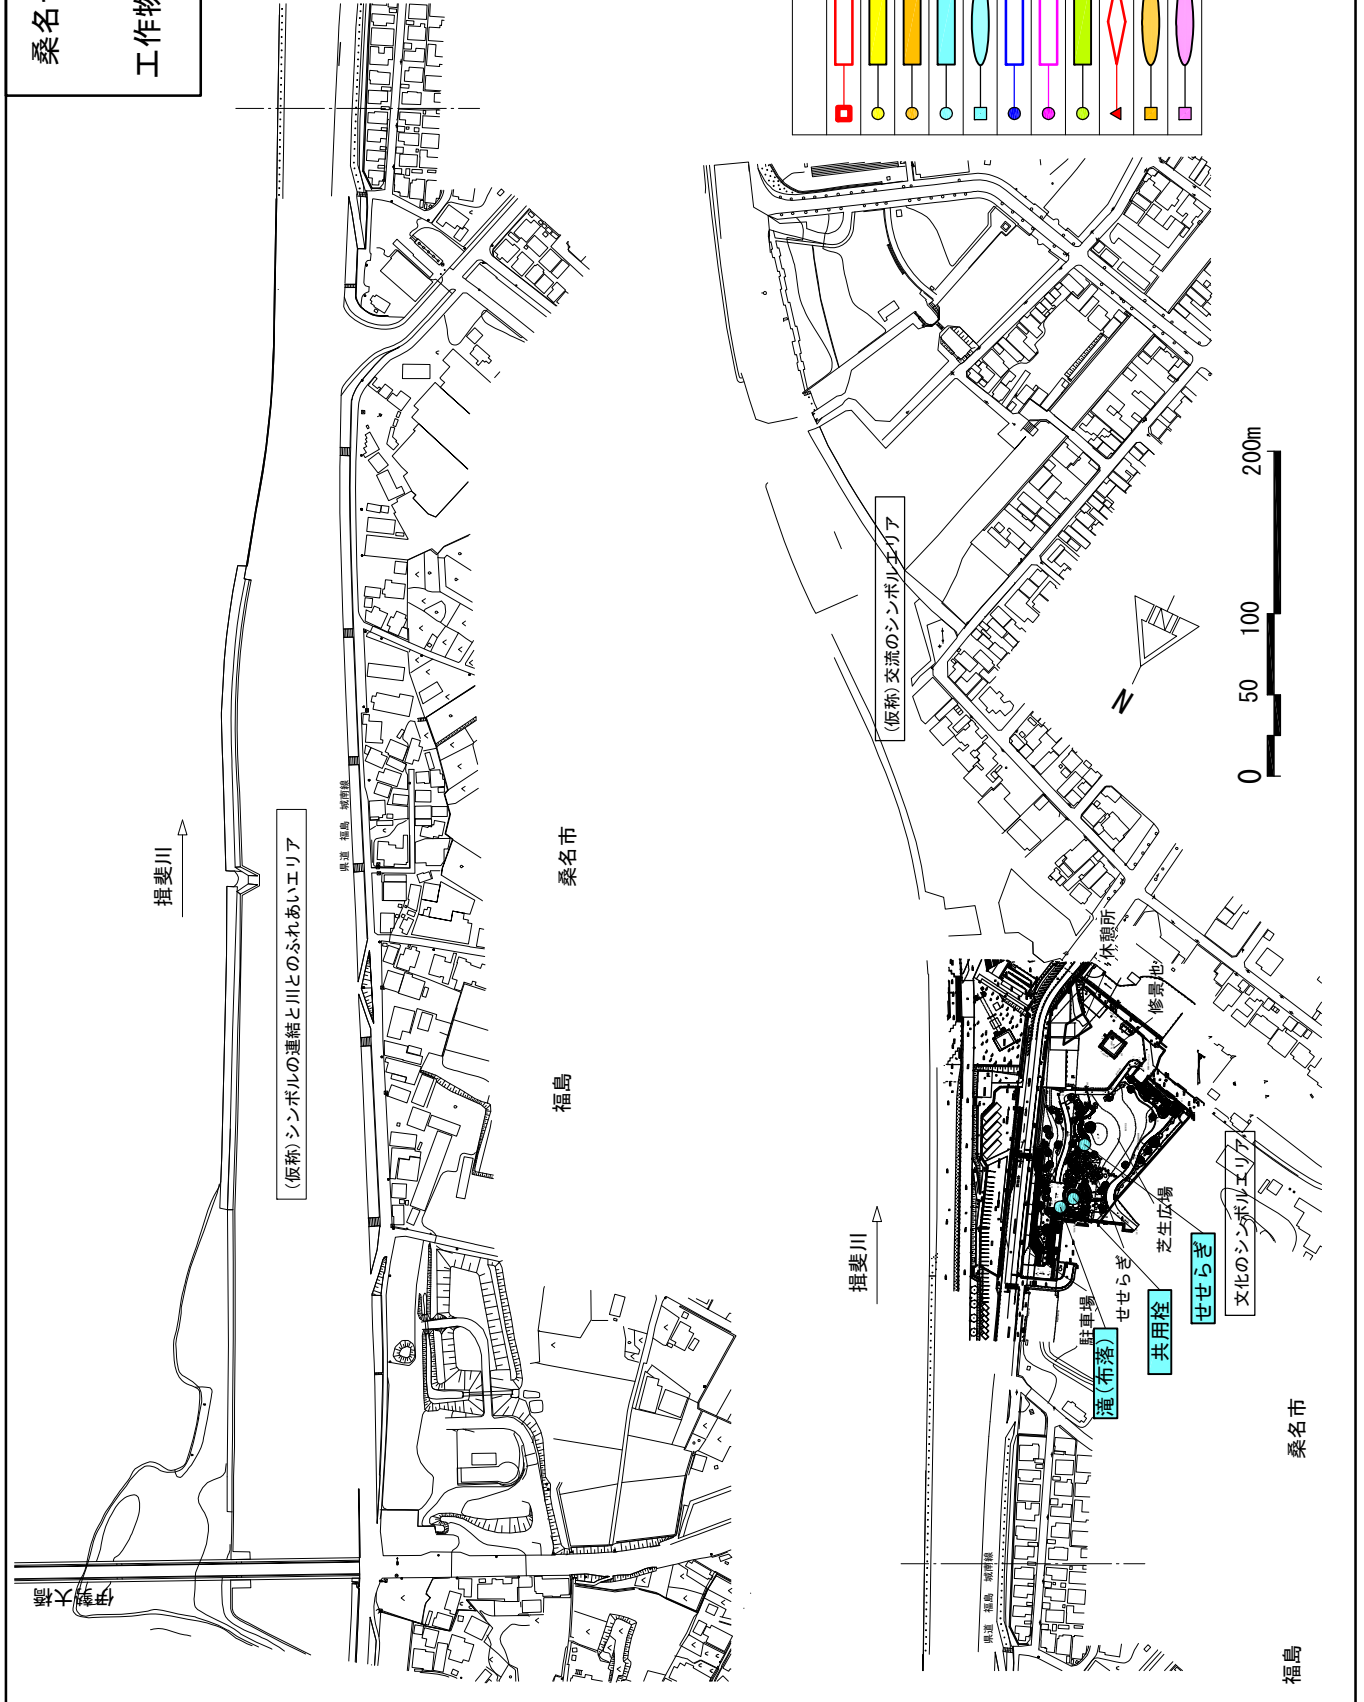 桑名
工作物
揖斐川
(仮称)シンボルの連結と川とのふれあいエリア
県道 福島 城南線
桑名市
福島
伊勢大橋
(仮称)交流のシンボルエリア
N
0 50 100 200m
揖斐川
休憩所
修景池
芝生広場
せせらぎ
駐車場
滝(布落)
共用栓
せせらぎ
文化のシンボルエリア
県道 福島 城南線
桑名市
福島